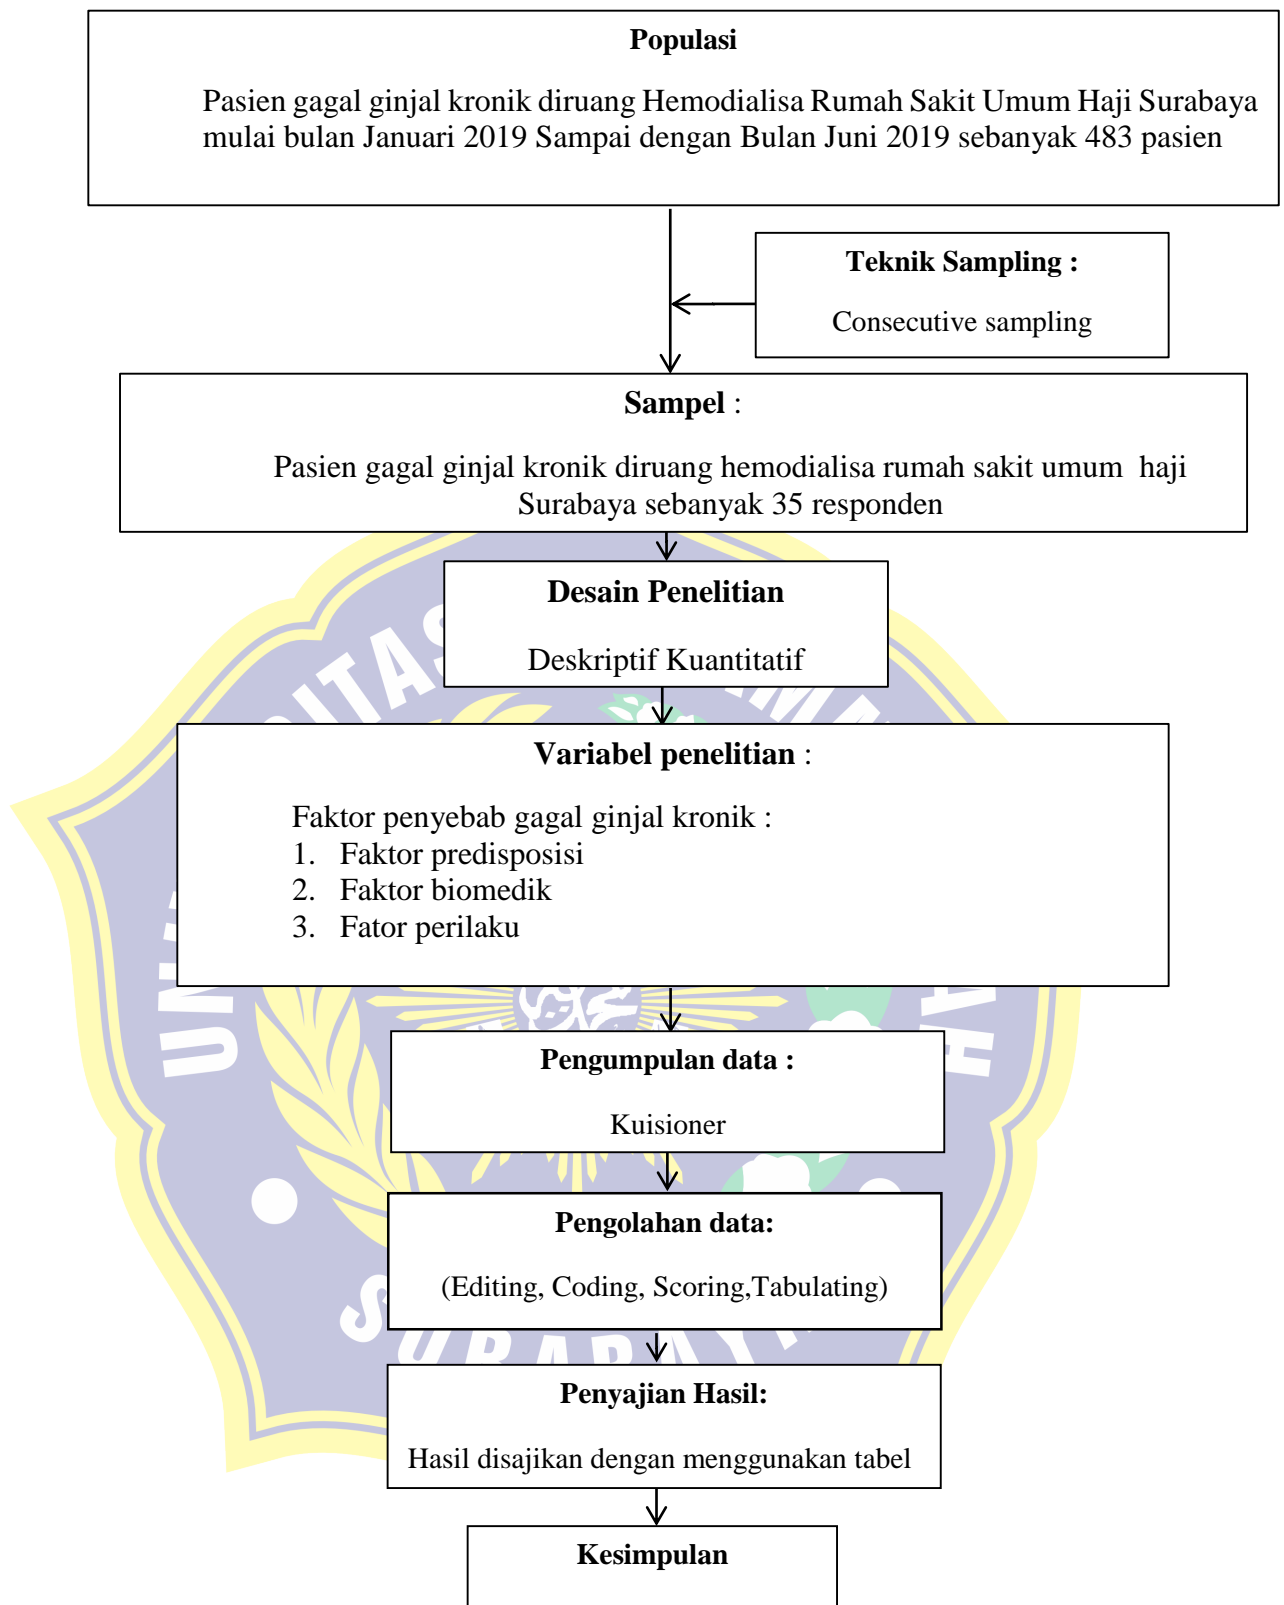 Populasi
Pasien gagal ginjal kronik diruang Hemodialisa Rumah Sakit Umum Haji Surabaya
mulai bulan Januari 2019 Sampai dengan Bulan Juni 2019 sebanyak 483 pasien
Teknik Sampling :
Consecutive sampling
Sampel :
Pasien gagal ginjal kronik diruang hemodialisa rumah sakit umum haji
Surabaya sebanyak 35 responden
Desain Penelitian
Deskriptif Kuantitatif
Variabel penelitian :
Faktor penyebab gagal ginjal kronik :
1. Faktor predisposisi
2. Faktor biomedik
3. Fator perilaku
Pengumpulan data :
Kuisioner
Pengolahan data:
(Editing, Coding, Scoring,Tabulating)
Penyajian Hasil:
Hasil disajikan dengan menggunakan tabel
Kesimpulan
SURABAYA